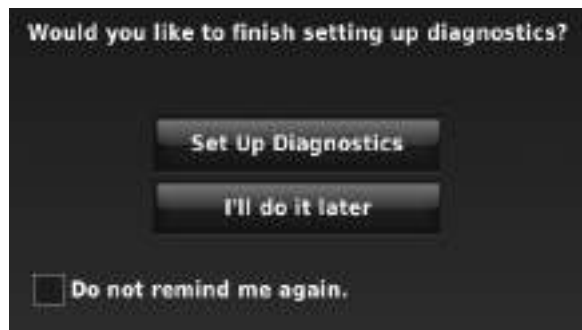 Would you like to finish setting up diagnostics?
Set Up Diagnostics
I'll do it later
Do not remind me again.